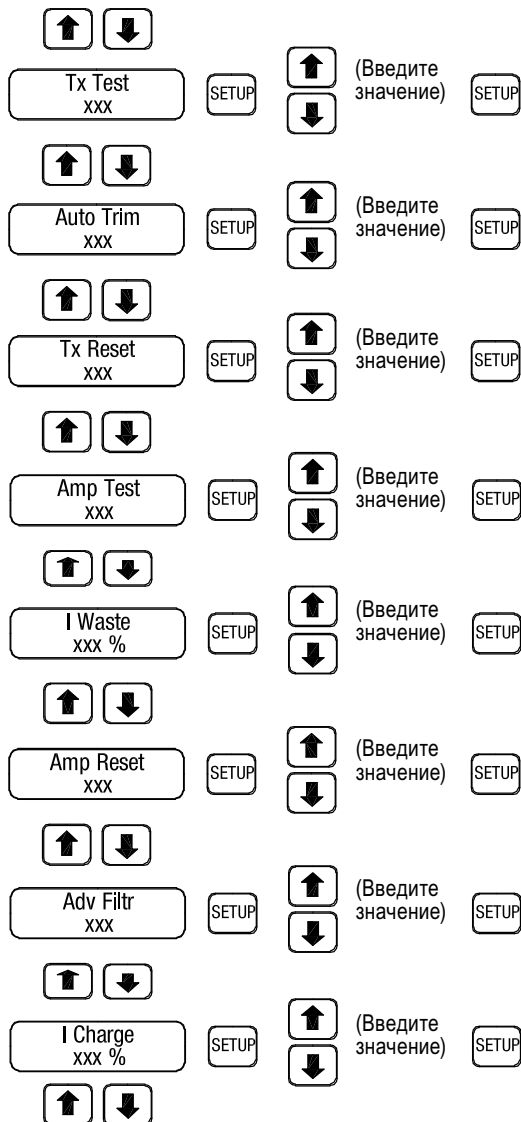 Tx Test
xxx
SETUP
(Введите
значение)
SETUP
Auto Trim
xxx
SETUP
(Введите
значение)
SETUP
Tx Reset
xxx
SETUP
(Введите
значение)
SETUP
Amp Test
xxx
SETUP
(Введите
значение)
SETUP
I Waste
xxx %
SETUP
(Введите
значение)
SETUP
Amp Reset
xxx
SETUP
(Введите
значение)
SETUP
Adv Filtr
xxx
SETUP
(Введите
значение)
SETUP
I Charge
xxx %
SETUP
(Введите
значение)
SETUP